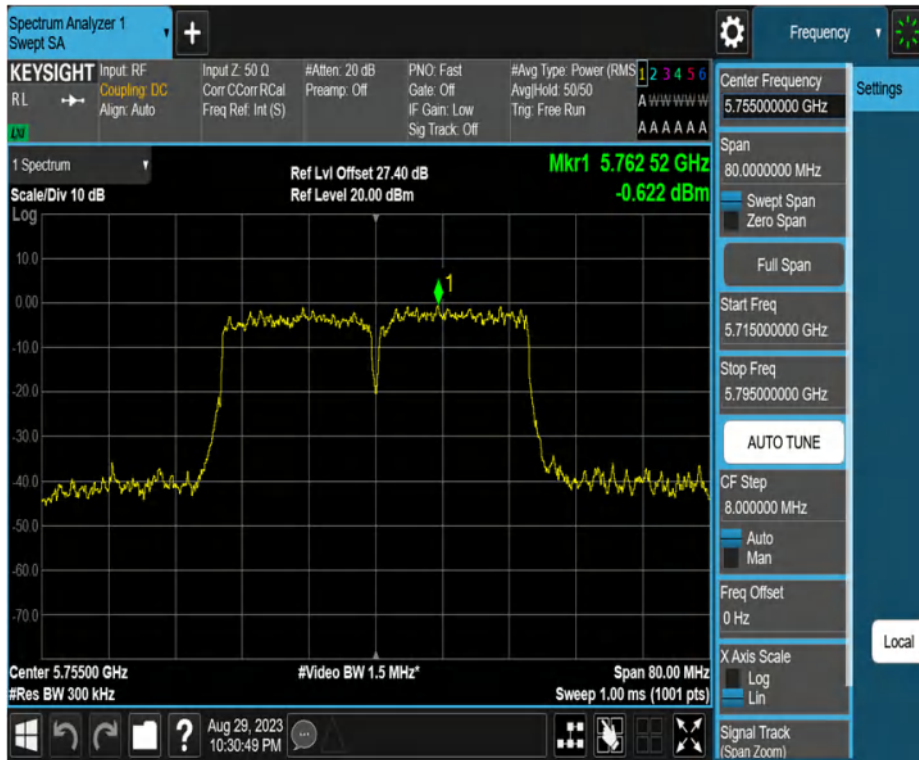 Spectrum Analyzer 1
Swept SA
+
Frequency
KEYSIGHT
RL
LXI
Input: RF
Coupling: DC
Align: Auto
Input Z: 50 Ω
Corr CCorr RCal
Freq Ref: Int (S)
#Atten: 20 dB
Preamp: Off
PNO: Fast
Gate: Off
IF Gain: Low
Sig Track: Off
#Avg Type: Power (RMS
Avg|Hold: 50/50
Trig: Free Run
1 2 3 4 5 6
A W W W W W
A A A A A A
1 Spectrum
Scale/Div 10 dB
Log
Ref Lvl Offset 27.40 dB
Ref Level 20.00 dBm
Mkr1 5.762 52 GHz
-0.622 dBm
10.0
0.00
-10.0
-20.0
-30.0
-40.0
-50.0
-60.0
-70.0
1
Center 5.75500 GHz
#Res BW 300 kHz
#Video BW 1.5 MHz*
Span 80.00 MHz
Sweep 1.00 ms (1001 pts)
?
Aug 29, 2023
10:30:49 PM
Center Frequency
5.755000000 GHz
Span
80.0000000 MHz
Swept Span
Zero Span
Full Span
Start Freq
5.715000000 GHz
Stop Freq
5.795000000 GHz
AUTO TUNE
CF Step
8.000000 MHz
Auto
Man
Freq Offset
0 Hz
X Axis Scale
Log
Lin
Signal Track
(Span Zoom)
Settings
Local